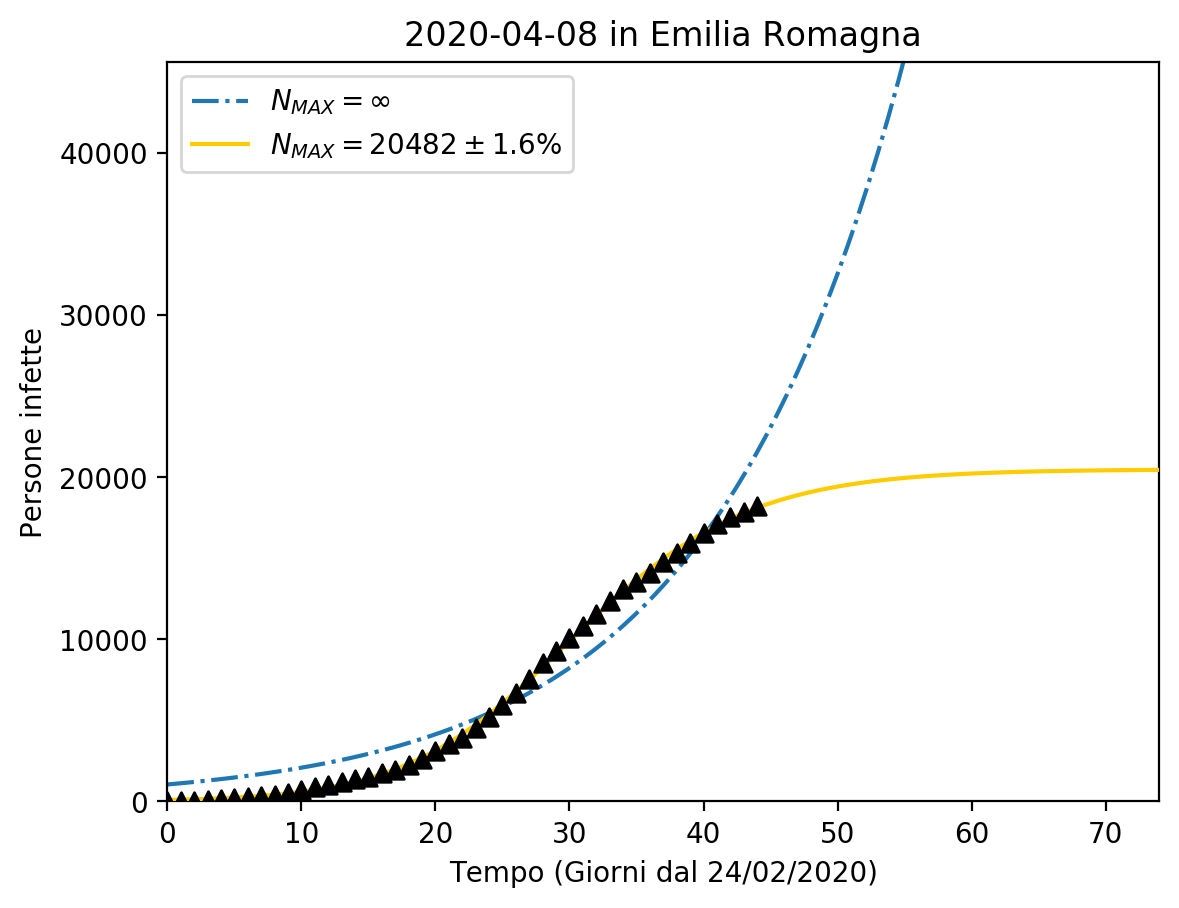 2020-04-08 in Emilia Romagna
N_MAX = ∞
N_MAX = 20482 ± 1.6%
40000
30000
20000
10000
0
Persone infette
0 10 20 30 40 50 60 70
Tempo (Giorni dal 24/02/2020)